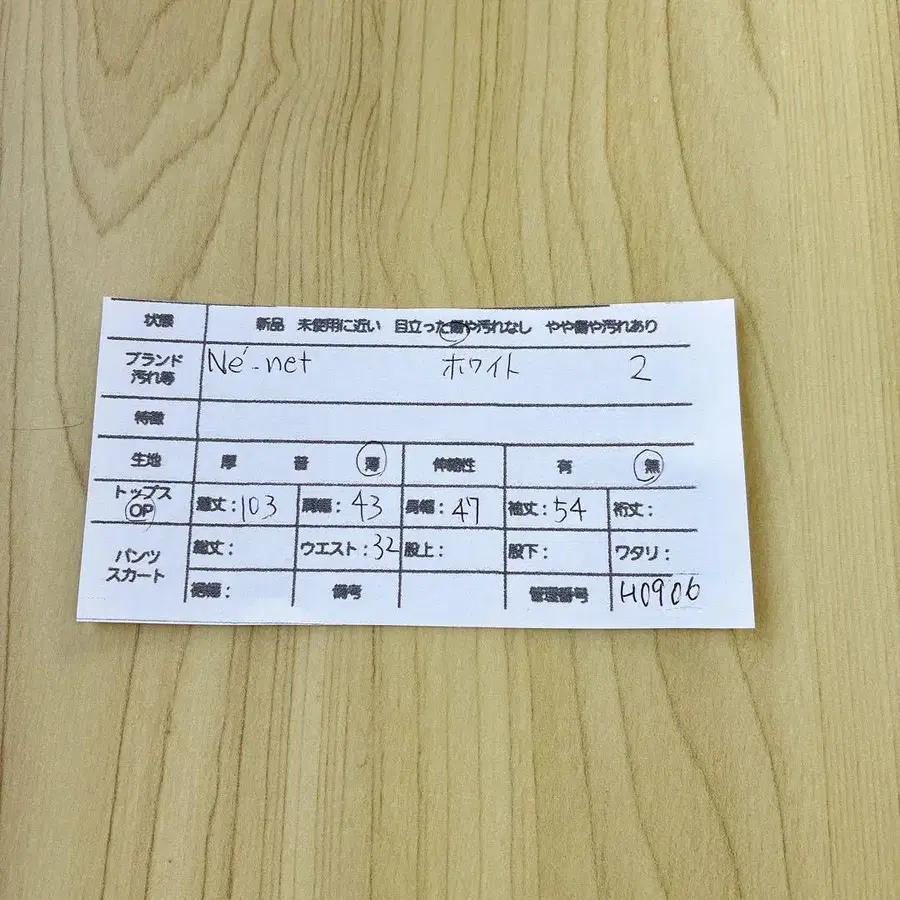 状態 新品 未使用に近い 目立った傷や汚れなし やや傷や汚れあり
ブランド Né-net ホワイト 2
汚れ等
特徴
生地 厚 普 薄 伸縮性 有 無
トップス 着丈:103 肩幅:43 身幅:47 袖丈:54 裄丈:
OP
パンツ 総丈: ウエスト:32 股上: 股下: ワタリ:
スカート
裾幅: 備考 管理番号 H0906